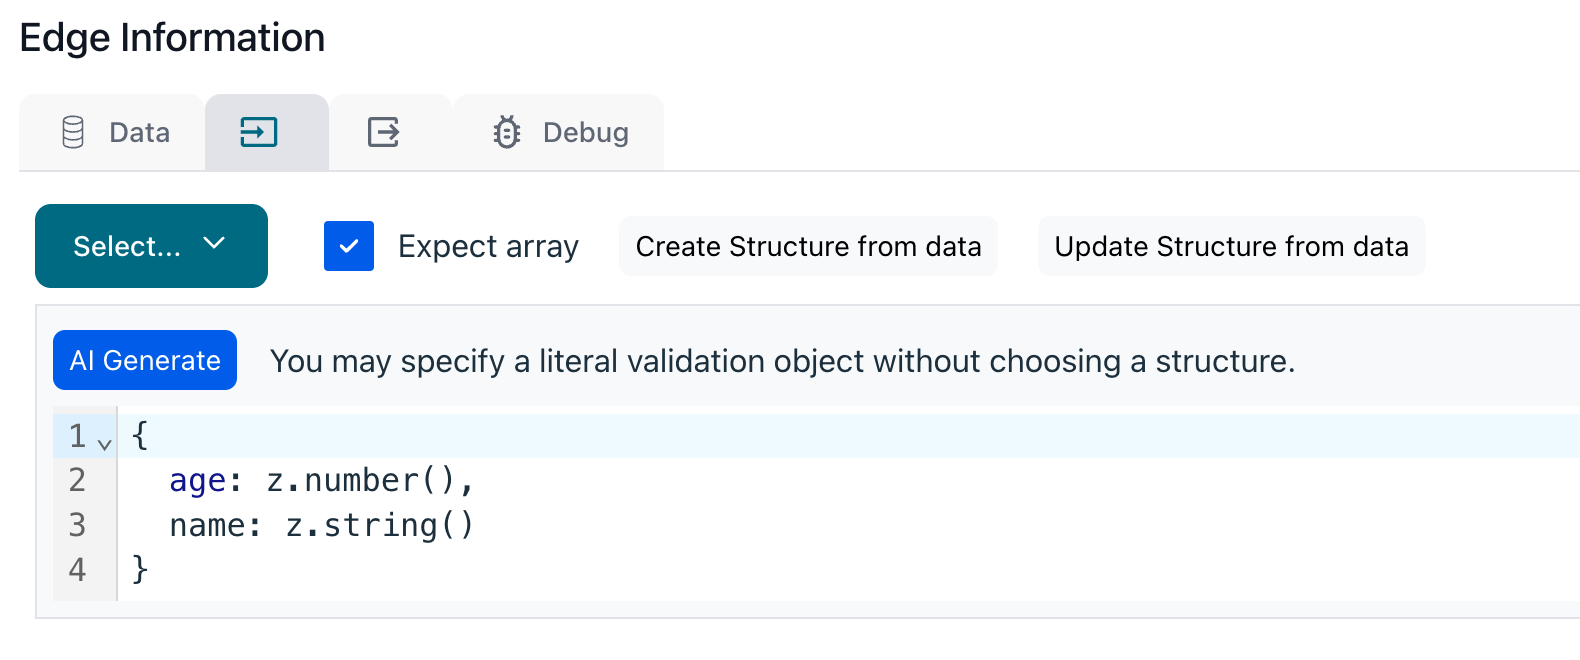 Edge Information
Data
Debug
Select...
Expect array
Create Structure from data
Update Structure from data
AI Generate
You may specify a literal validation object without choosing a structure.
1 {
2   age: z.number(),
3   name: z.string()
4 }